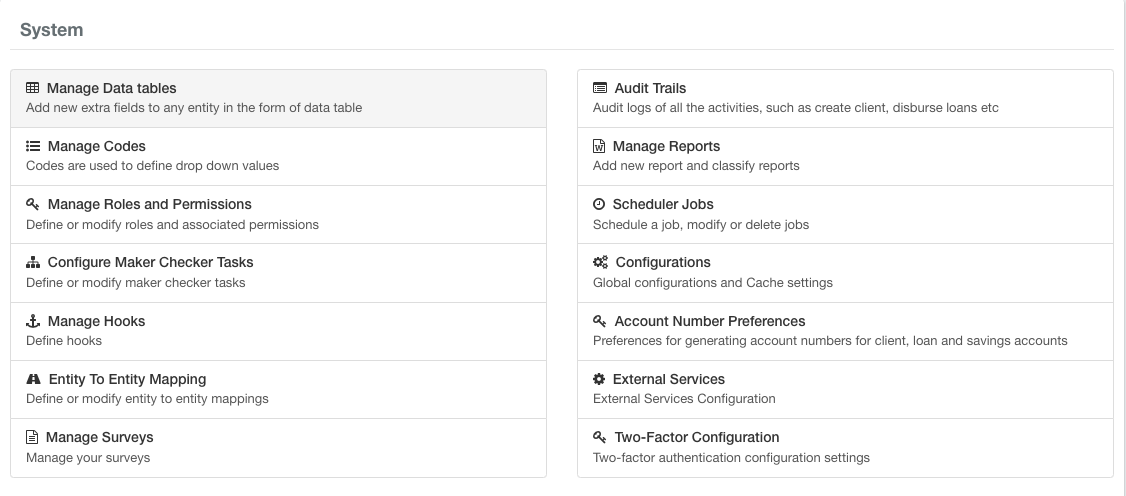 System
Manage Data tables
Add new extra fields to any entity in the form of data table
Manage Codes
Codes are used to define drop down values
Manage Roles and Permissions
Define or modify roles and associated permissions
Configure Maker Checker Tasks
Define or modify maker checker tasks
Manage Hooks
Define hooks
Entity To Entity Mapping
Define or modify entity to entity mappings
Manage Surveys
Manage your surveys
Audit Trails
Audit logs of all the activities, such as create client, disburse loans etc
Manage Reports
Add new report and classify reports
Scheduler Jobs
Schedule a job, modify or delete jobs
Configurations
Global configurations and Cache settings
Account Number Preferences
Preferences for generating account numbers for client, loan and savings accounts
External Services
External Services Configuration
Two-Factor Configuration
Two-factor authentication configuration settings